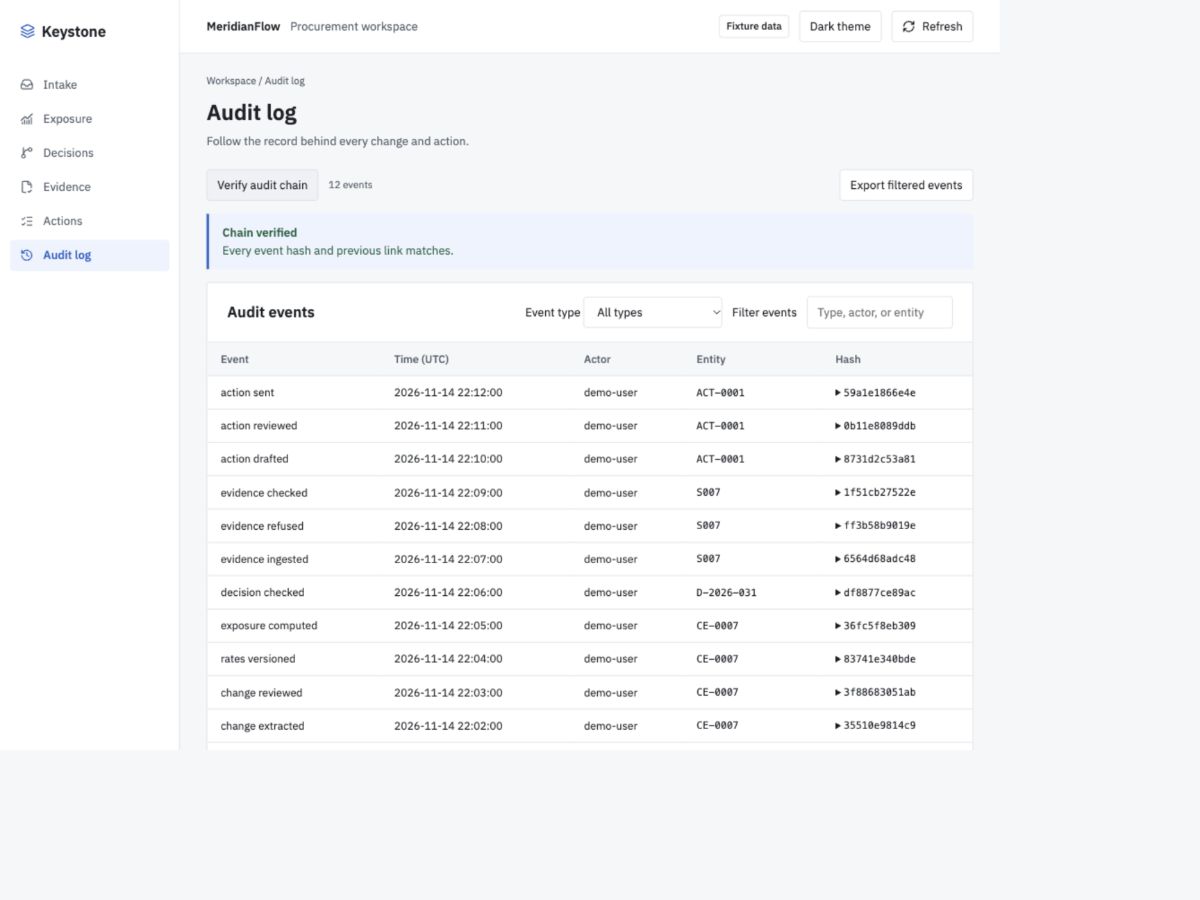 Keystone
Intake
Exposure
Decisions
Evidence
Actions
Audit log
MeridianFlow Procurement workspace
Fixture data
Dark theme
Refresh
Workspace / Audit log
Audit log
Follow the record behind every change and action.
Verify audit chain
12 events
Export filtered events
Chain verified
Every event hash and previous link matches.
Audit events
Event type All types Filter events Type, actor, or entity
Event Time (UTC) Actor Entity Hash
action sent 2026-11-14 22:12:00 demo-user ACT-0001 59a1e1866e4e
action reviewed 2026-11-14 22:11:00 demo-user ACT-0001 0b11e8089ddb
action drafted 2026-11-14 22:10:00 demo-user ACT-0001 8731d2c53a81
evidence checked 2026-11-14 22:09:00 demo-user S007 1f51cb27522e
evidence refused 2026-11-14 22:08:00 demo-user S007 ff3b58b9019e
evidence ingested 2026-11-14 22:07:00 demo-user S007 6564d68adc48
decision checked 2026-11-14 22:06:00 demo-user D-2026-031 df8877ce89ac
exposure computed 2026-11-14 22:05:00 demo-user CE-0007 36fc5f8eb309
rates versioned 2026-11-14 22:04:00 demo-user CE-0007 83741e340bde
change reviewed 2026-11-14 22:03:00 demo-user CE-0007 3f88683051ab
change extracted 2026-11-14 22:02:00 demo-user CE-0007 35510e9814c9